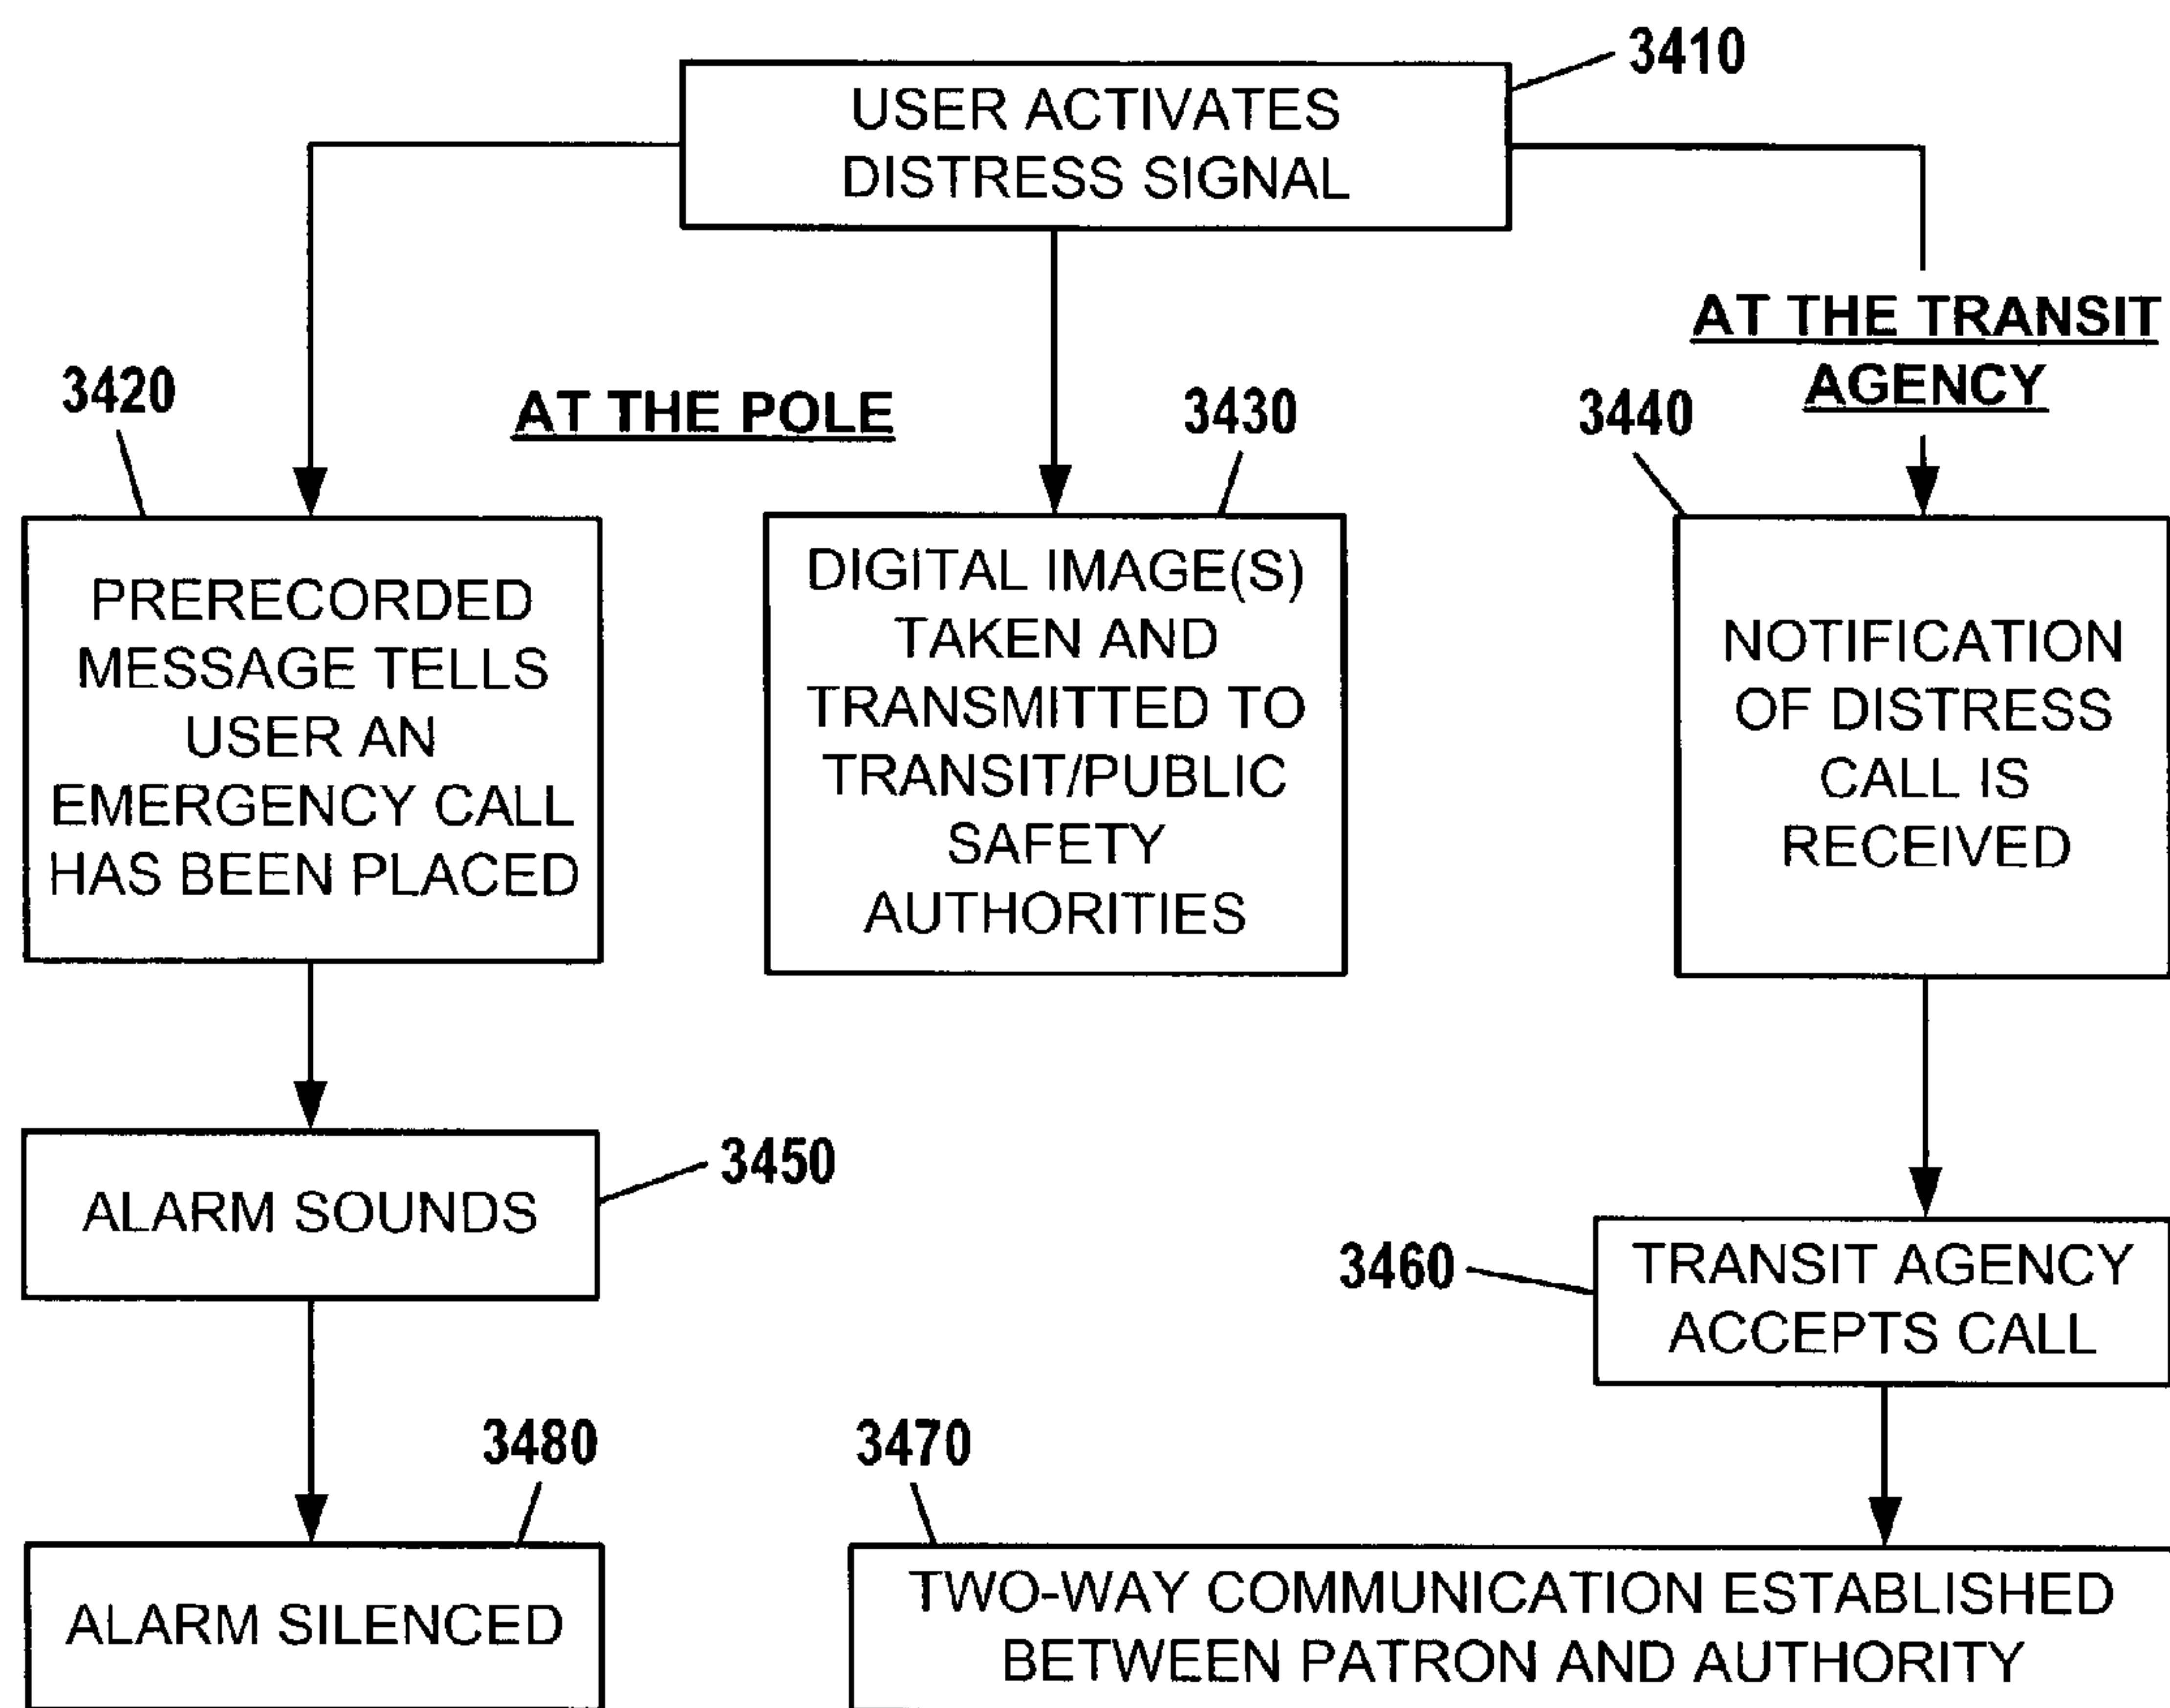 3410
USER ACTIVATES
DISTRESS SIGNAL
AT THE TRANSIT
AGENCY
3420
AT THE POLE
3430
3440
PRERECORDED
MESSAGE TELLS
USER AN
EMERGENCY CALL
HAS BEEN PLACED
DIGITAL IMAGE(S)
TAKEN AND
TRANSMITTED TO
TRANSIT/PUBLIC
SAFETY
AUTHORITIES
NOTIFICATION
OF DISTRESS
CALL IS
RECEIVED
3450
ALARM SOUNDS
3460
TRANSIT AGENCY
ACCEPTS CALL
3480
3470
ALARM SILENCED
TWO-WAY COMMUNICATION ESTABLISHED
BETWEEN PATRON AND AUTHORITY